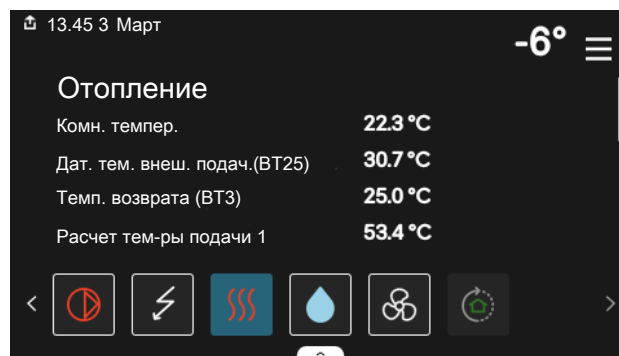 13.45 3 Март
-6°
Отопление
Комн. темпер. 22.3 °C
Дат. тем. внеш. подач.(BT25) 30.7 °C
Темп. возврата (BT3) 25.0 °C
Расчет тем-ры подачи 1 53.4 °C